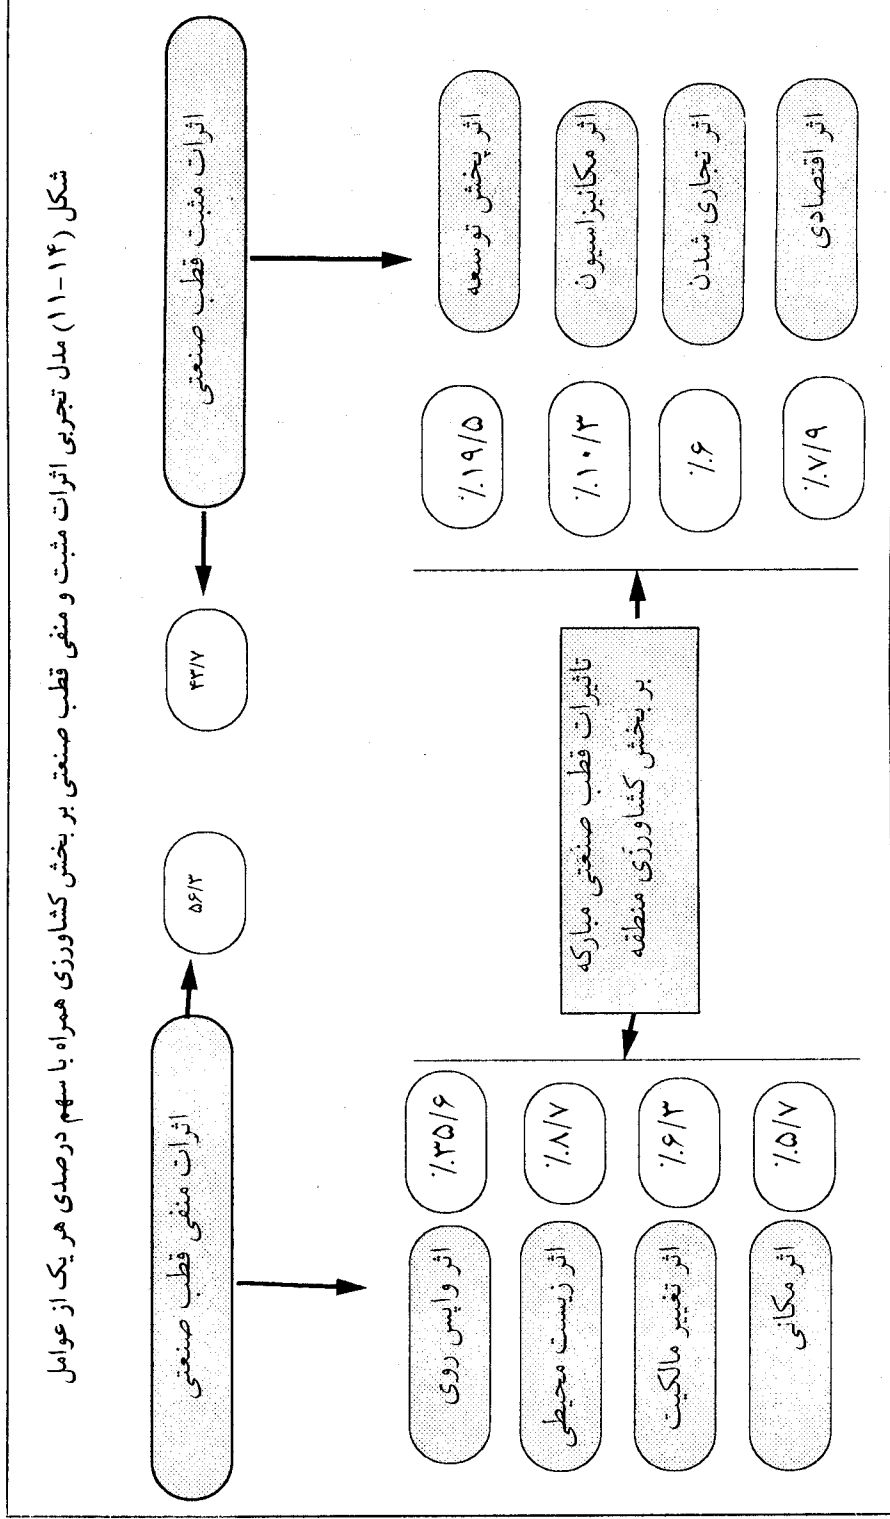 شکل (۱۴-۱۱) مدل تجربی اثرات مثبت و منفی قطب صنعتی بر بخش کشاورزی همراه با سهم درصدی هر یک از عوامل
اثرات مثبت قطب صنعتی
۴۳/۷
۵۶/۳
اثرات منفی قطب صنعتی
اثر پخش توسعه
٪۱۹/۵
اثر مکانیزاسیون
٪۱۰/۳
اثر تجاری شدن
٪۶
اثر اقتصادی
٪۷/۹
تاثیرات قطب صنعتی مبارکه
بر بخش کشاورزی منطقه
٪۳۵/۶
اثر واپس روی
٪۸/۷
اثر زیست محیطی
٪۶/۳
اثر تغییر مالکیت
٪۵/۷
اثر مکانی